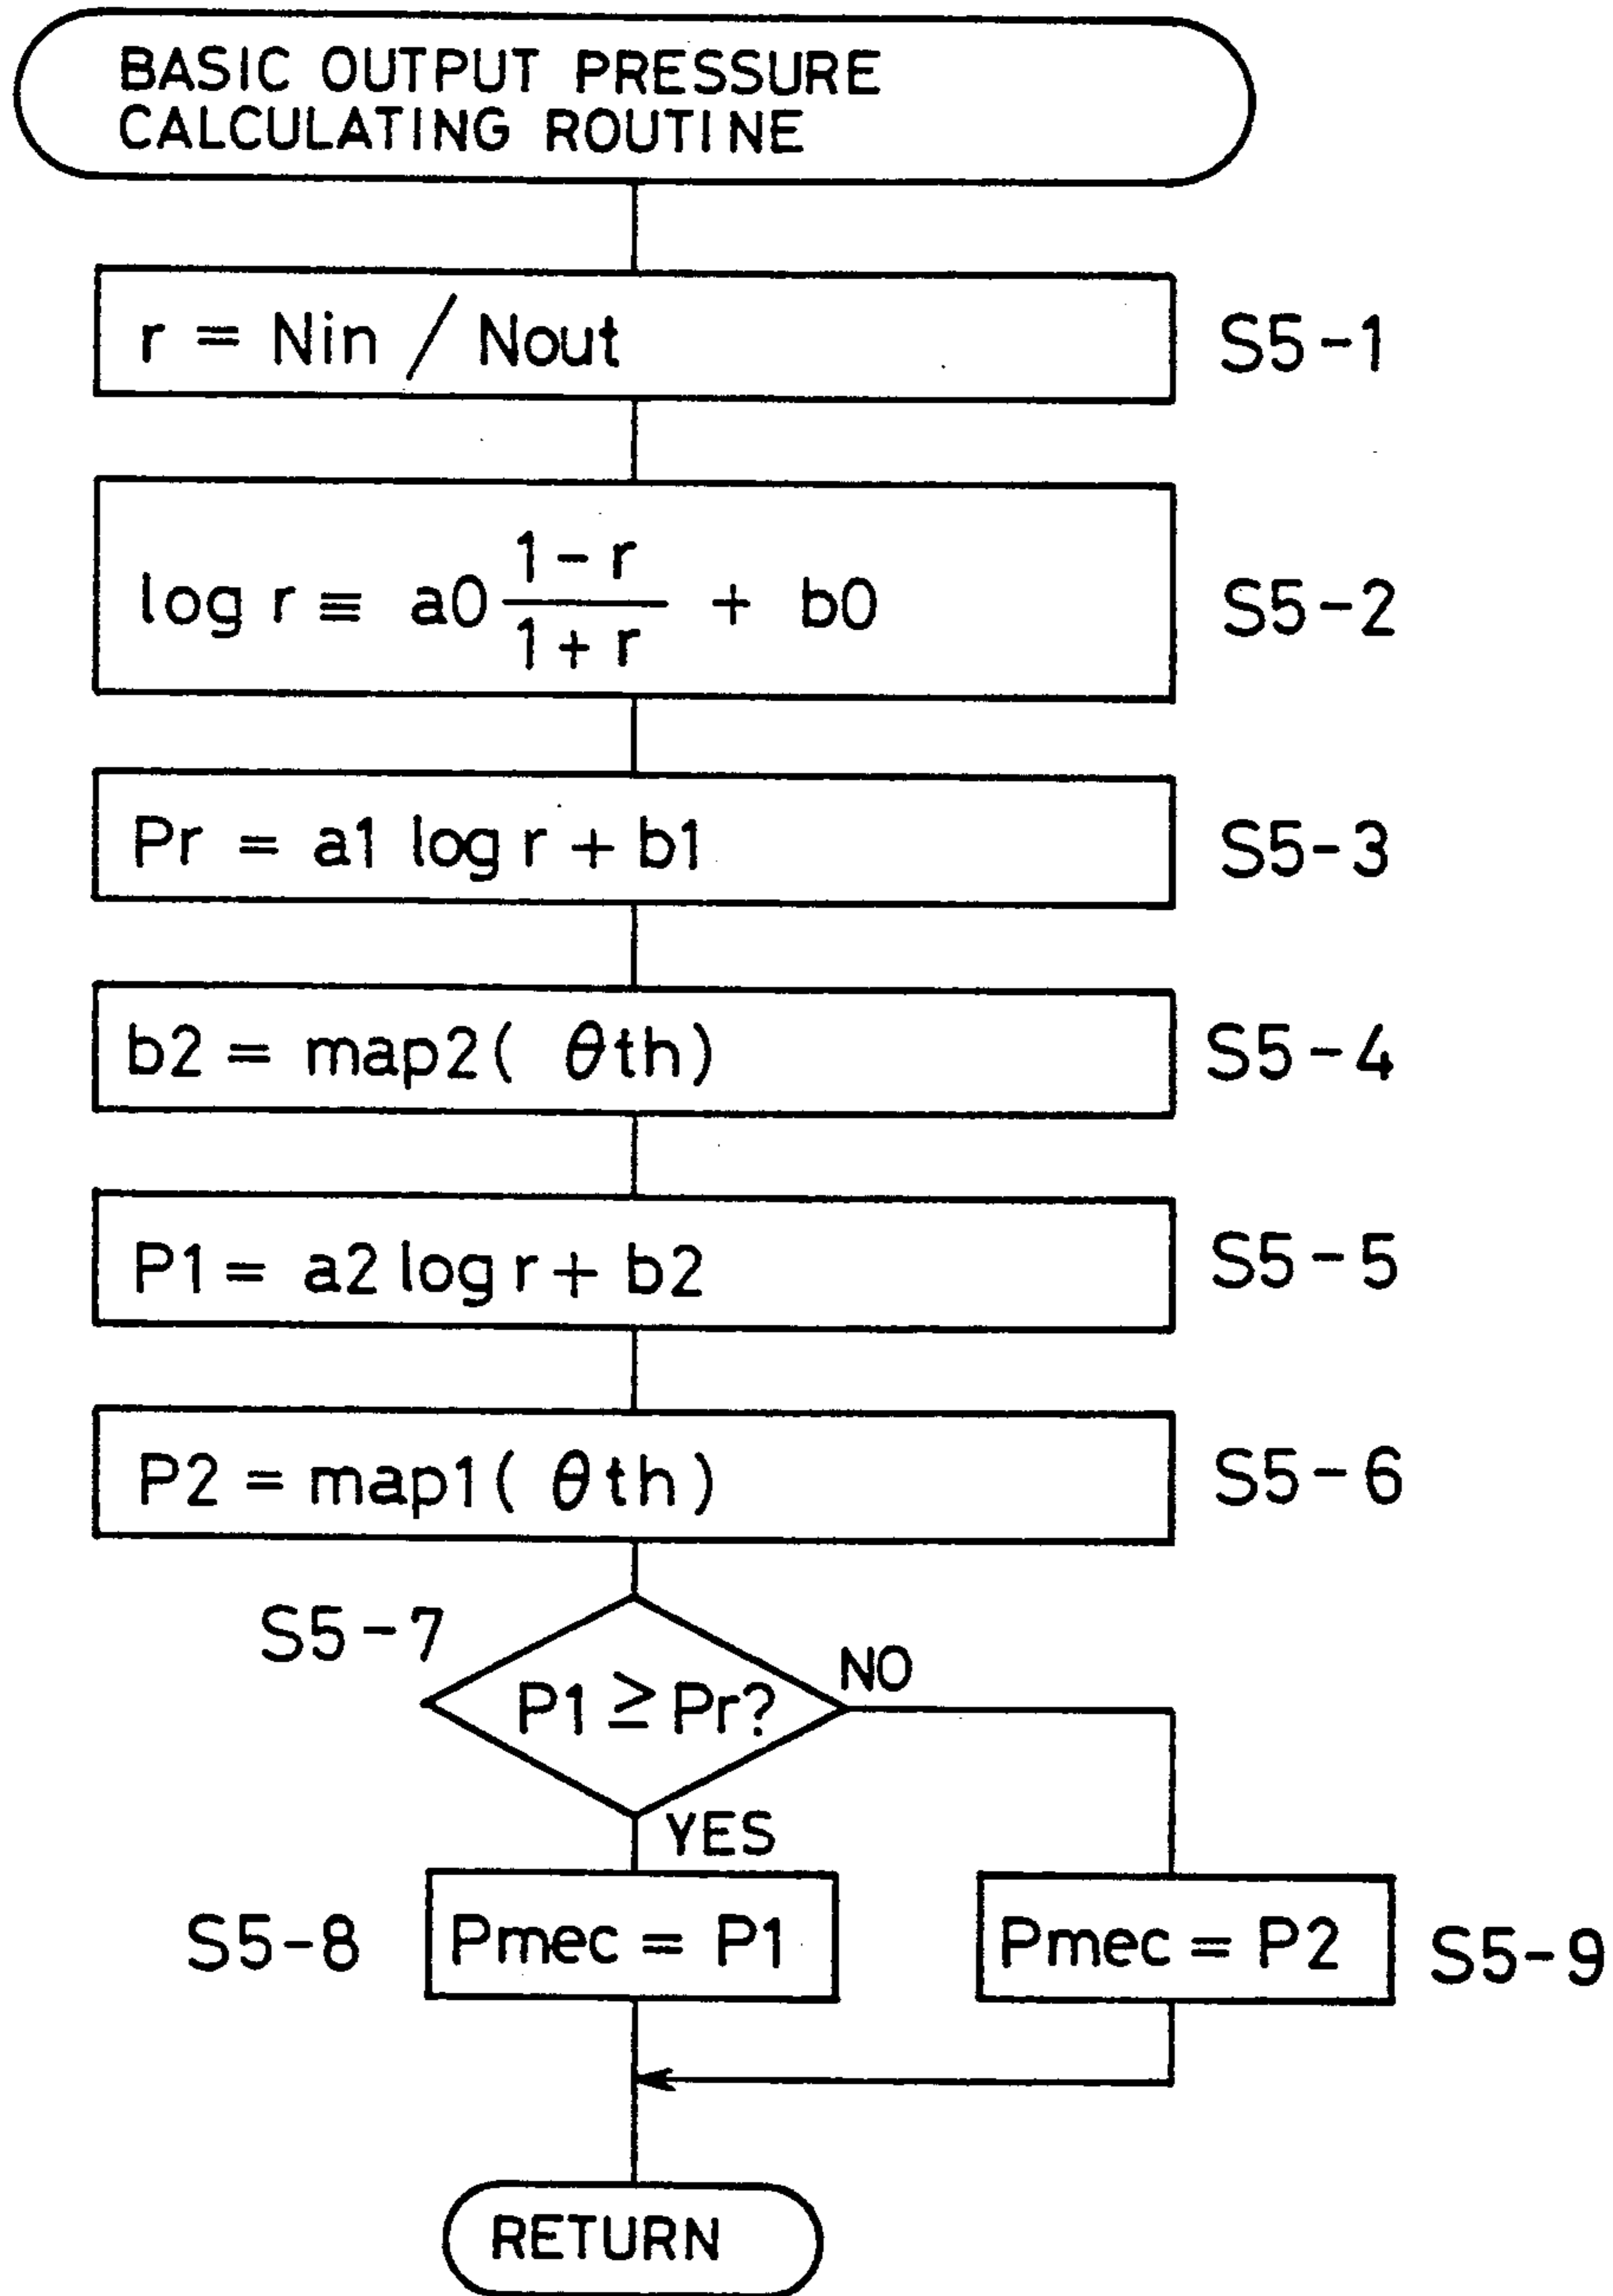 BASIC OUTPUT PRESSURE
CALCULATING ROUTINE
r = Nin / Nout
S5-1
log r ≡ a0 (1-r)/(1+r) + b0
S5-2
Pr = a1 log r + b1
S5-3
b2 = map2( θth)
S5-4
P1 = a2 log r + b2
S5-5
P2 = map1( θth)
S5-6
S5-7
P1 ≥ Pr?
NO
YES
S5-8
Pmec = P1
Pmec = P2
S5-9
RETURN